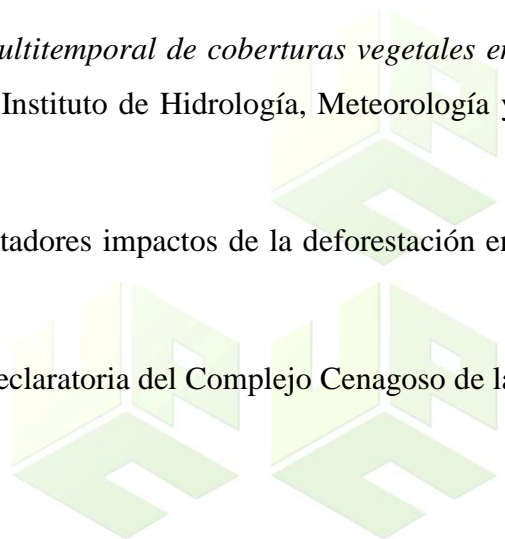 ultitemporal de coberturas vegetales en
Instituto de Hidrología, Meteorología y
tadores impactos de la deforestación en
eclaratoria del Complejo Cenagoso de la